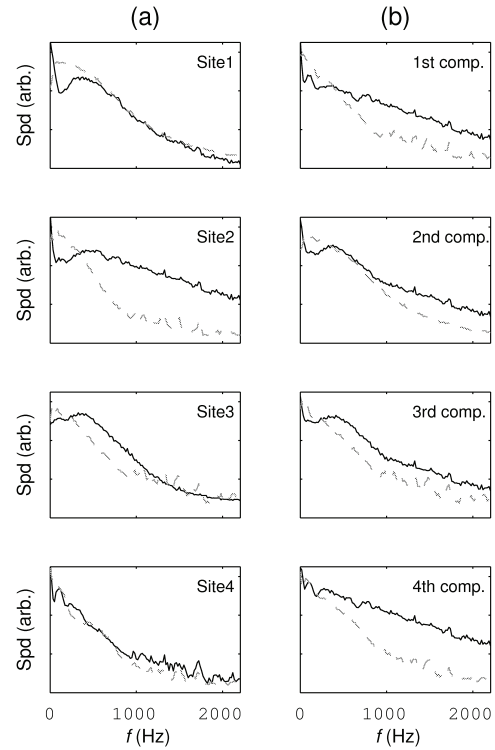 (a) (b)
Spd (arb.) Site1 1st comp.
Spd (arb.) Site2 2nd comp.
Spd (arb.) Site3 3rd comp.
Spd (arb.) Site4 4th comp.
0 1000 2000 0 1000 2000
f (Hz) f (Hz)